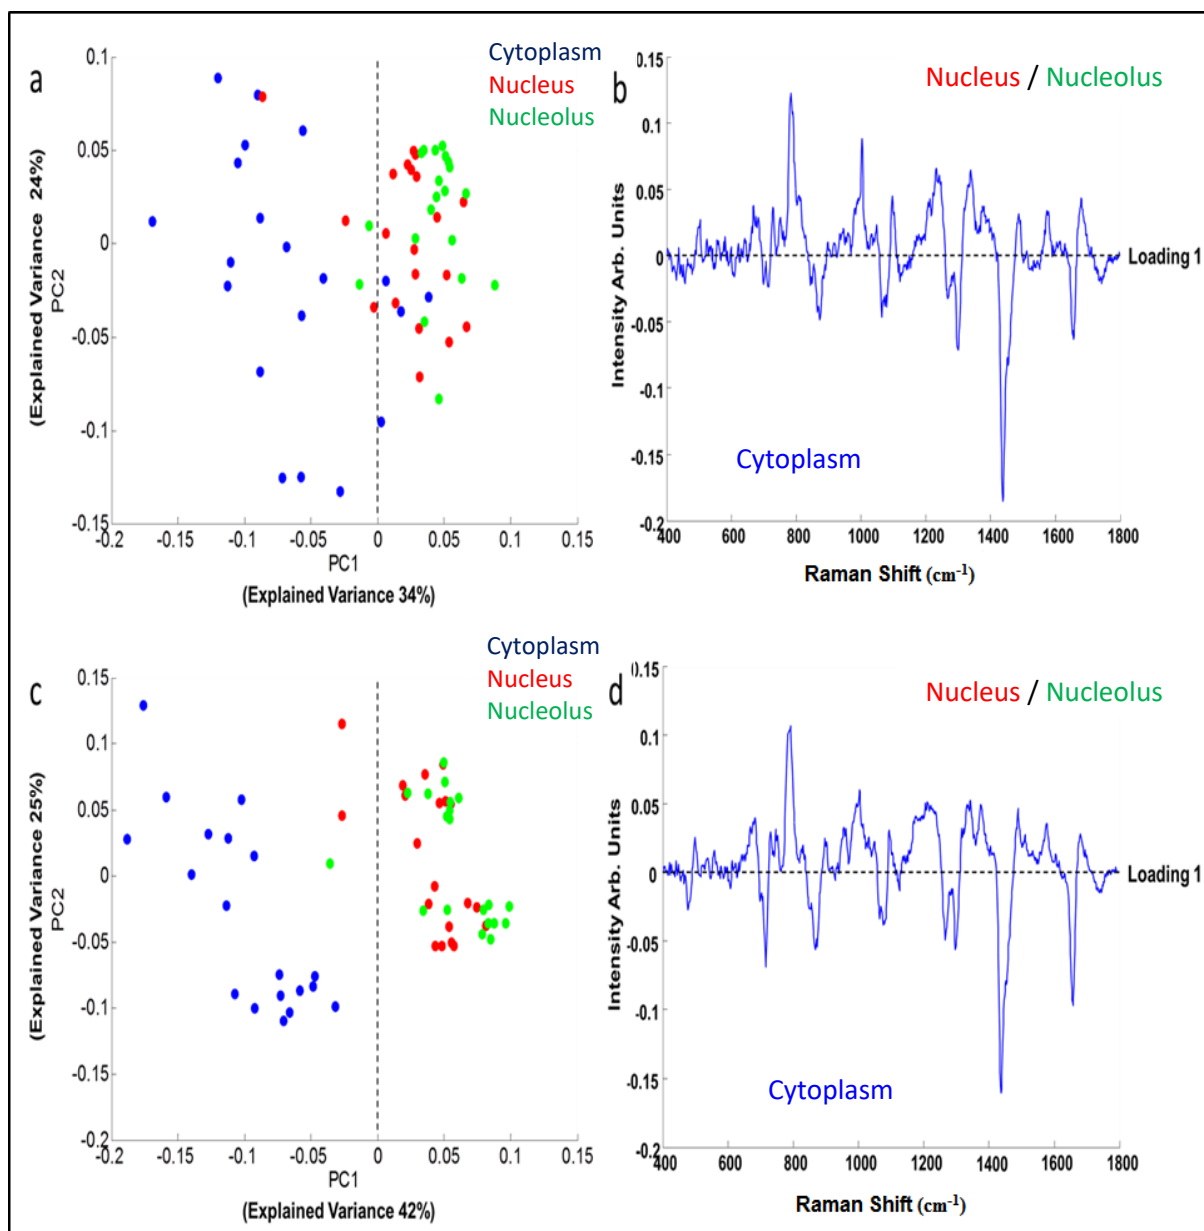 a
Cytoplasm
Nucleus
Nucleolus
0.1
0.05
0
-0.05
-0.1
-0.15
(Explained Variance 24%)
PC2
-0.2 -0.15 -0.1 -0.05 0 0.05 0.1 0.15
PC1
(Explained Variance 34%)
b
Nucleus / Nucleolus
0.15
0.1
0.05
0
-0.05
-0.1
-0.15
-0.2
Intensity Arb. Units
Loading 1
Cytoplasm
400 600 800 1000 1200 1400 1600 1800
Raman Shift (cm-1)
c
Cytoplasm
Nucleus
Nucleolus
0.15
0.1
0.05
0
-0.05
-0.1
-0.15
-0.2
(Explained Variance 25%)
PC2
-0.2 -0.15 -0.1 -0.05 0 0.05 0.1 0.15
PC1
(Explained Variance 42%)
d
Nucleus / Nucleolus
0.15
0.1
0.05
0
-0.05
-0.1
-0.15
-0.2
Intensity Arb. Units
Loading 1
Cytoplasm
400 600 800 1000 1200 1400 1600 1800
Raman Shift (cm-1)